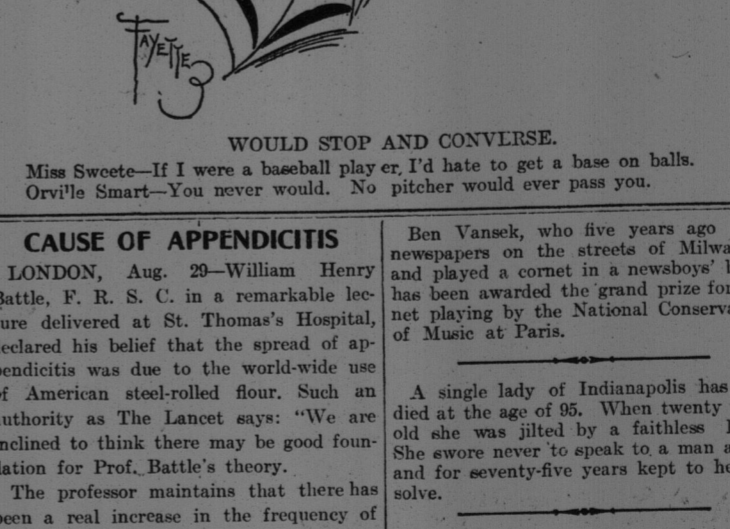 FAYETTE
WOULD STOP AND CONVERSE.
Miss Sweete—If I were a baseball player, I'd hate to get a base on balls.
Orville Smart—You never would. No pitcher would ever pass you.
CAUSE OF APPENDICITIS
LONDON, Aug. 29—William Henry
Battle, F. R. S. C. in a remarkable lec-
ure delivered at St. Thomas's Hospital,
eclared his belief that the spread of ap-
pendicitis was due to the world-wide use
of American steel-rolled flour. Such an
uthority as The Lancet says: "We are
nclined to think there may be good foun-
dation for Prof. Battle's theory.
The professor maintains that there has
been a real increase in the frequency of
Ben Vansek, who five years ago
newspapers on the streets of Milwa
and played a cornet in a newsboys'
has been awarded the grand prize for
net playing by the National Conserva
of Music at Paris.
A single lady of Indianapolis has
died at the age of 95. When twenty
old she was jilted by a faithless
She swore never to speak to a man a
and for seventy-five years kept to he
solve.